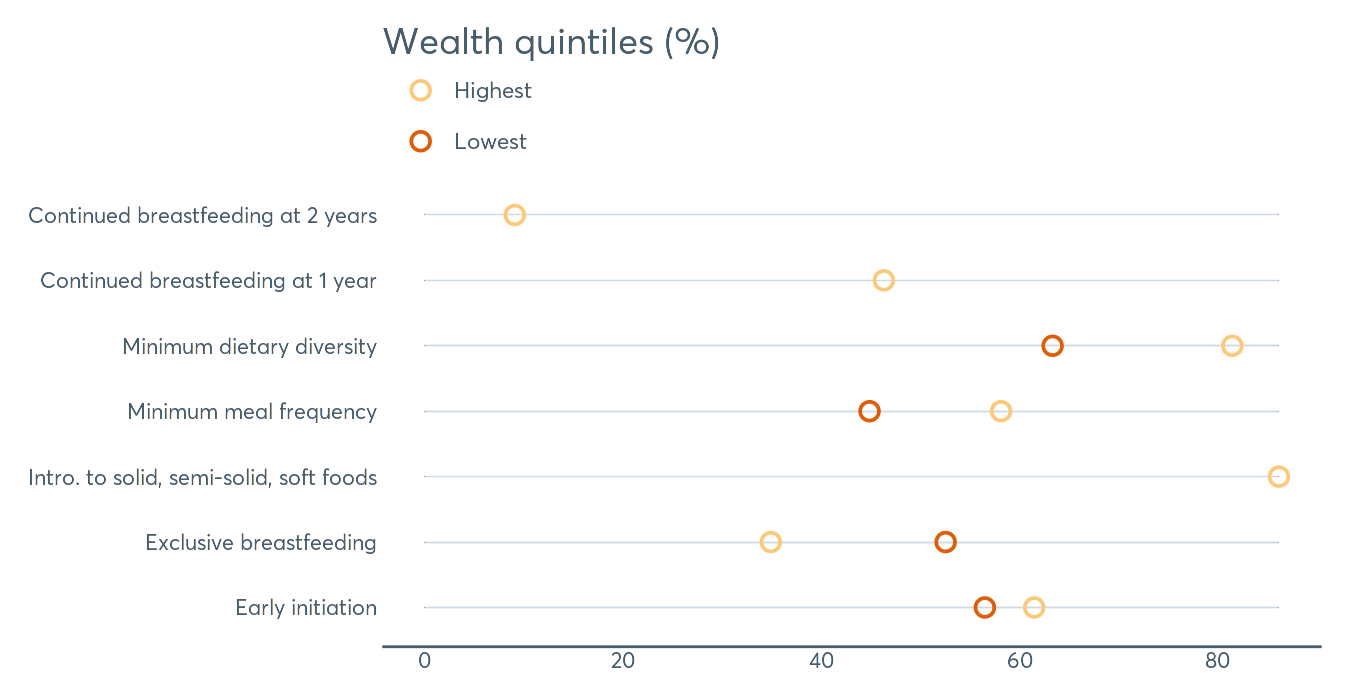 Wealth quintiles (%)
Highest
Lowest
Continued breastfeeding at 2 years
Continued breastfeeding at 1 year
Minimum dietary diversity
Minimum meal frequency
Intro. to solid, semi-solid, soft foods
Exclusive breastfeeding
Early initiation
0 20 40 60 80